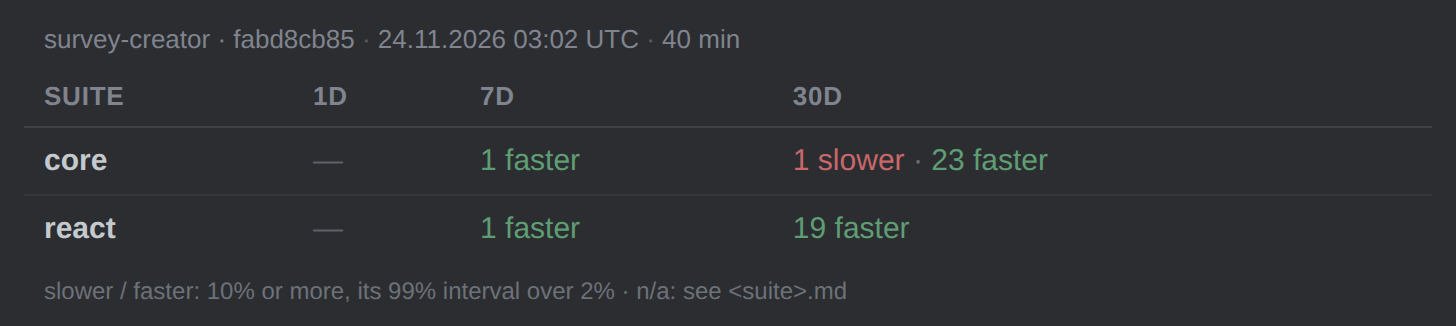 survey-creator · fabd8cb85 · 24.11.2026 03:02 UTC · 40 min
SUITE 1D 7D 30D
core — 1 faster 1 slower · 23 faster
react — 1 faster 19 faster
slower / faster: 10% or more, its 99% interval over 2% · n/a: see <suite>.md